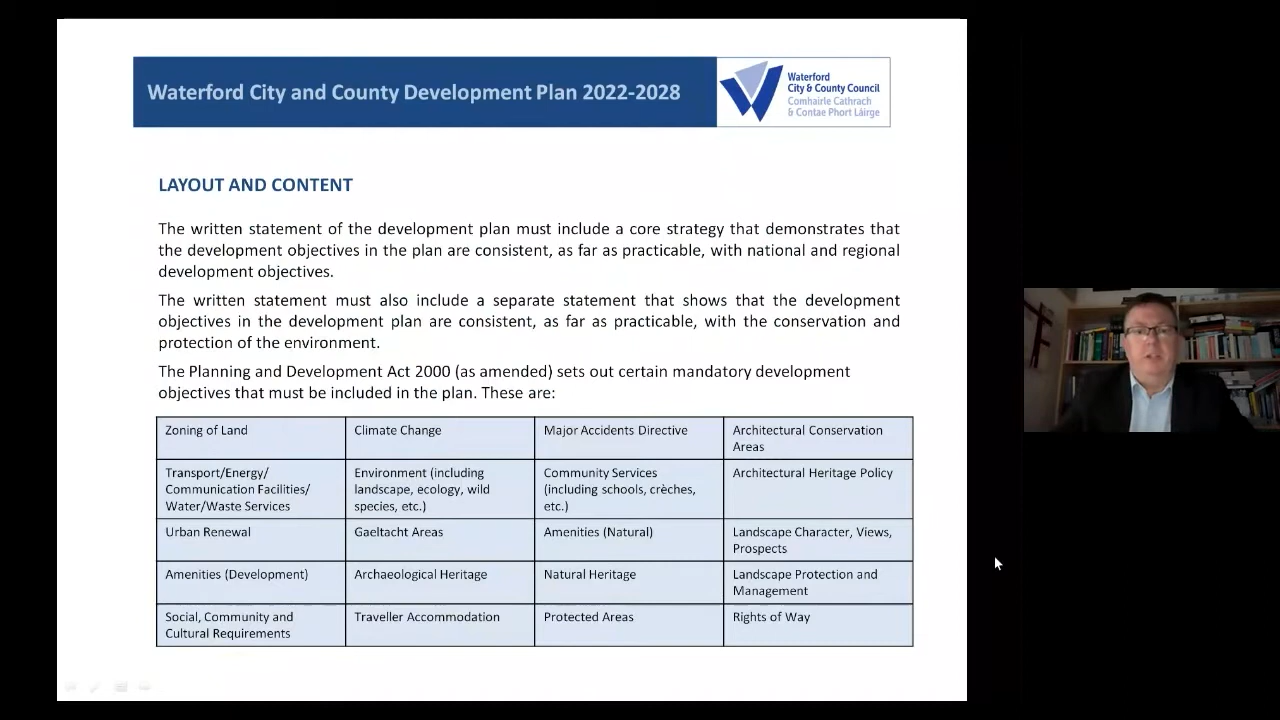 Waterford City and County Development Plan 2022-2028
Waterford
City & County Council
Comhairle Cathrach
& Contae Phort Láirge
LAYOUT AND CONTENT
The written statement of the development plan must include a core strategy that demonstrates that
the development objectives in the plan are consistent, as far as practicable, with national and regional
development objectives.
The written statement must also include a separate statement that shows that the development
objectives in the development plan are consistent, as far as practicable, with the conservation and
protection of the environment.
The Planning and Development Act 2000 (as amended) sets out certain mandatory development
objectives that must be included in the plan. These are:
Zoning of Land
Climate Change
Major Accidents Directive
Architectural Conservation
Areas
Transport/Energy/
Communication Facilities/
Water/Waste Services
Environment (including
landscape, ecology, wild
species, etc.)
Community Services
(including schools, crèches,
etc.)
Architectural Heritage Policy
Urban Renewal
Gaeltacht Areas
Amenities (Natural)
Landscape Character, Views,
Prospects
Amenities (Development)
Archaeological Heritage
Natural Heritage
Landscape Protection and
Management
Social, Community and
Cultural Requirements
Traveller Accommodation
Protected Areas
Rights of Way